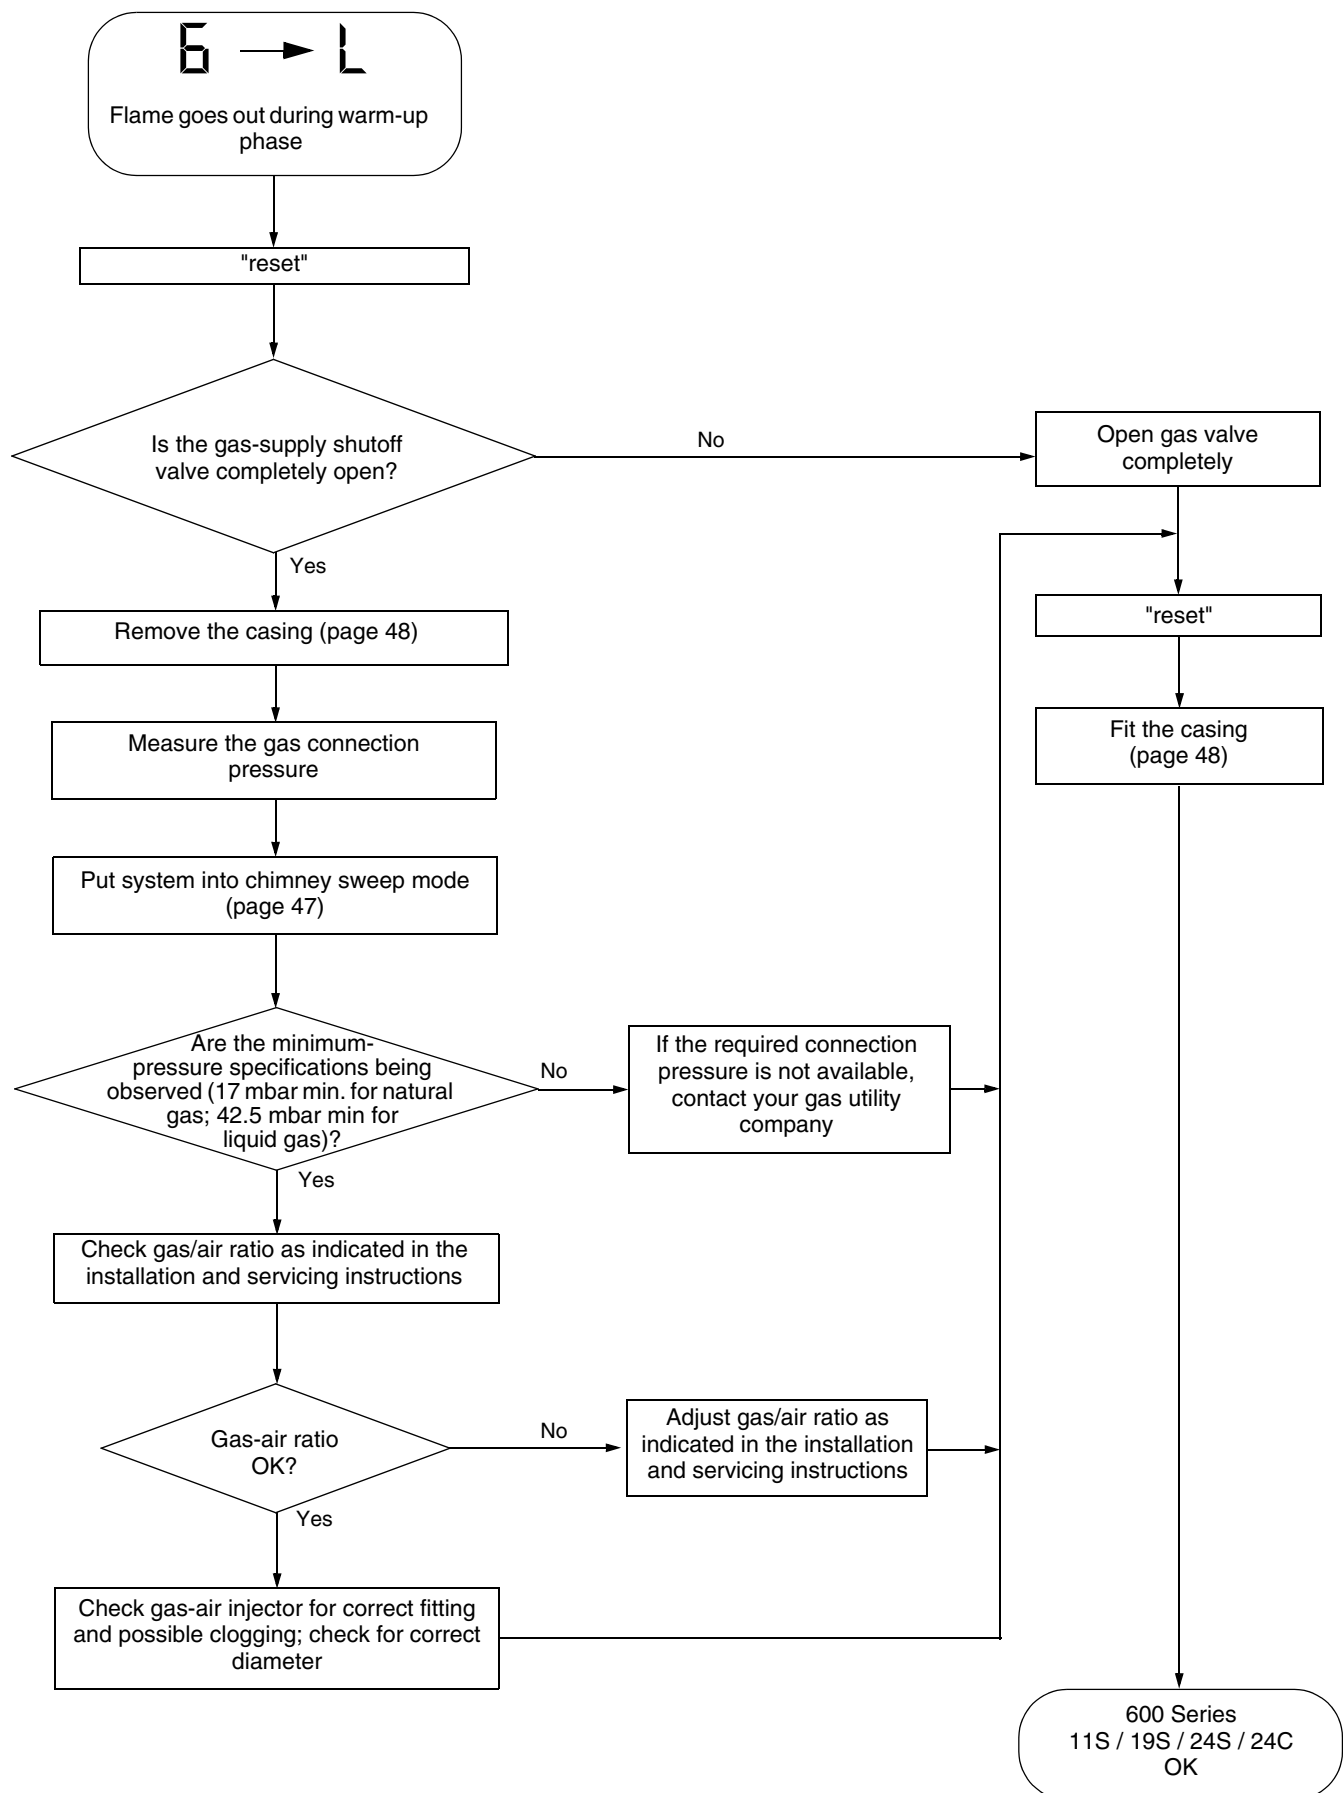 6 L
Flame goes out during warm-up
phase
"reset"
Is the gas-supply shutoff
valve completely open?
No
Open gas valve
completely
Yes
Remove the casing (page 48)
"reset"
Measure the gas connection
pressure
Fit the casing
(page 48)
Put system into chimney sweep mode
(page 47)
Are the minimum-
pressure specifications being
observed (17 mbar min. for natural
gas; 42.5 mbar min for
liquid gas)?
No
If the required connection
pressure is not available,
contact your gas utility
company
Yes
Check gas/air ratio as indicated in the
installation and servicing instructions
Gas-air ratio
OK?
No
Adjust gas/air ratio as
indicated in the installation
and servicing instructions
Yes
Check gas-air injector for correct fitting
and possible clogging; check for correct
diameter
600 Series
11S / 19S / 24S / 24C
OK